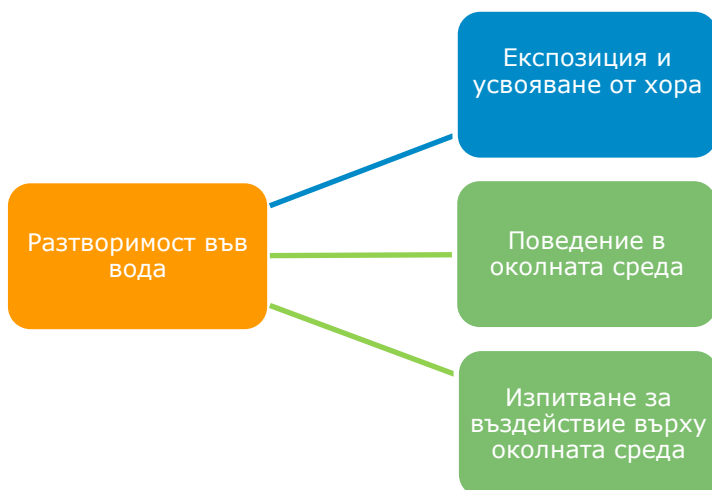 Експозиция и
усвояване от хора
Разтворимост във
вода
Поведение в
околната среда
Изпитване за
въздействие върху
околната среда